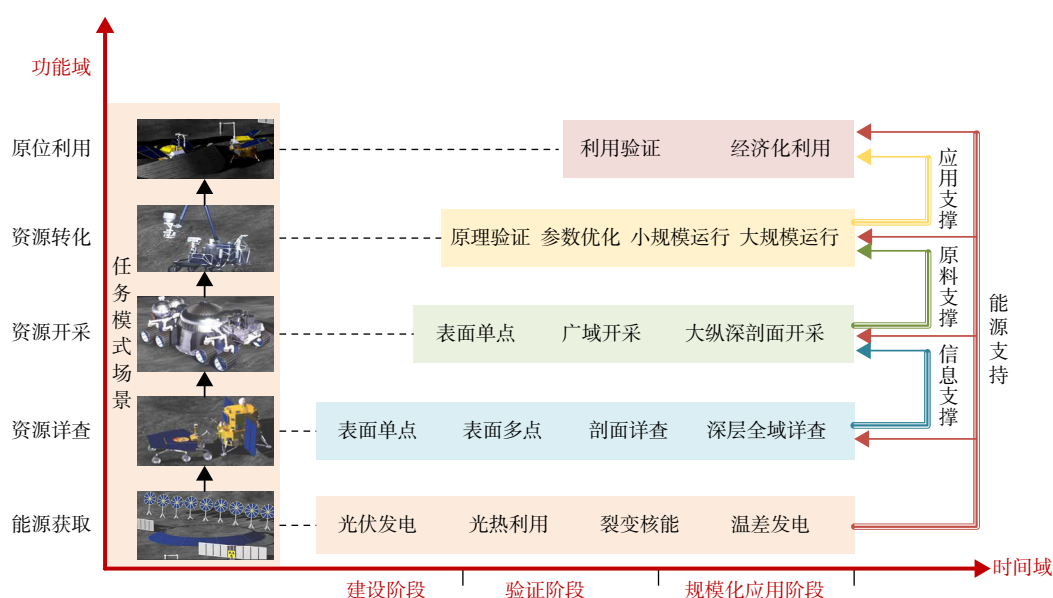 功能域
原位利用
利用验证 经济化利用
应用支撑
资源转化
原理验证 参数优化 小规模运行 大规模运行
原料支撑
任务模式场景
能源支持
资源开采
表面单点 广域开采 大纵深剖面开采
信息支撑
资源详查
表面单点 表面多点 剖面详查 深层全域详查
能源获取
光伏发电 光热利用 裂变核能 温差发电
时间域
建设阶段 验证阶段 规模化应用阶段